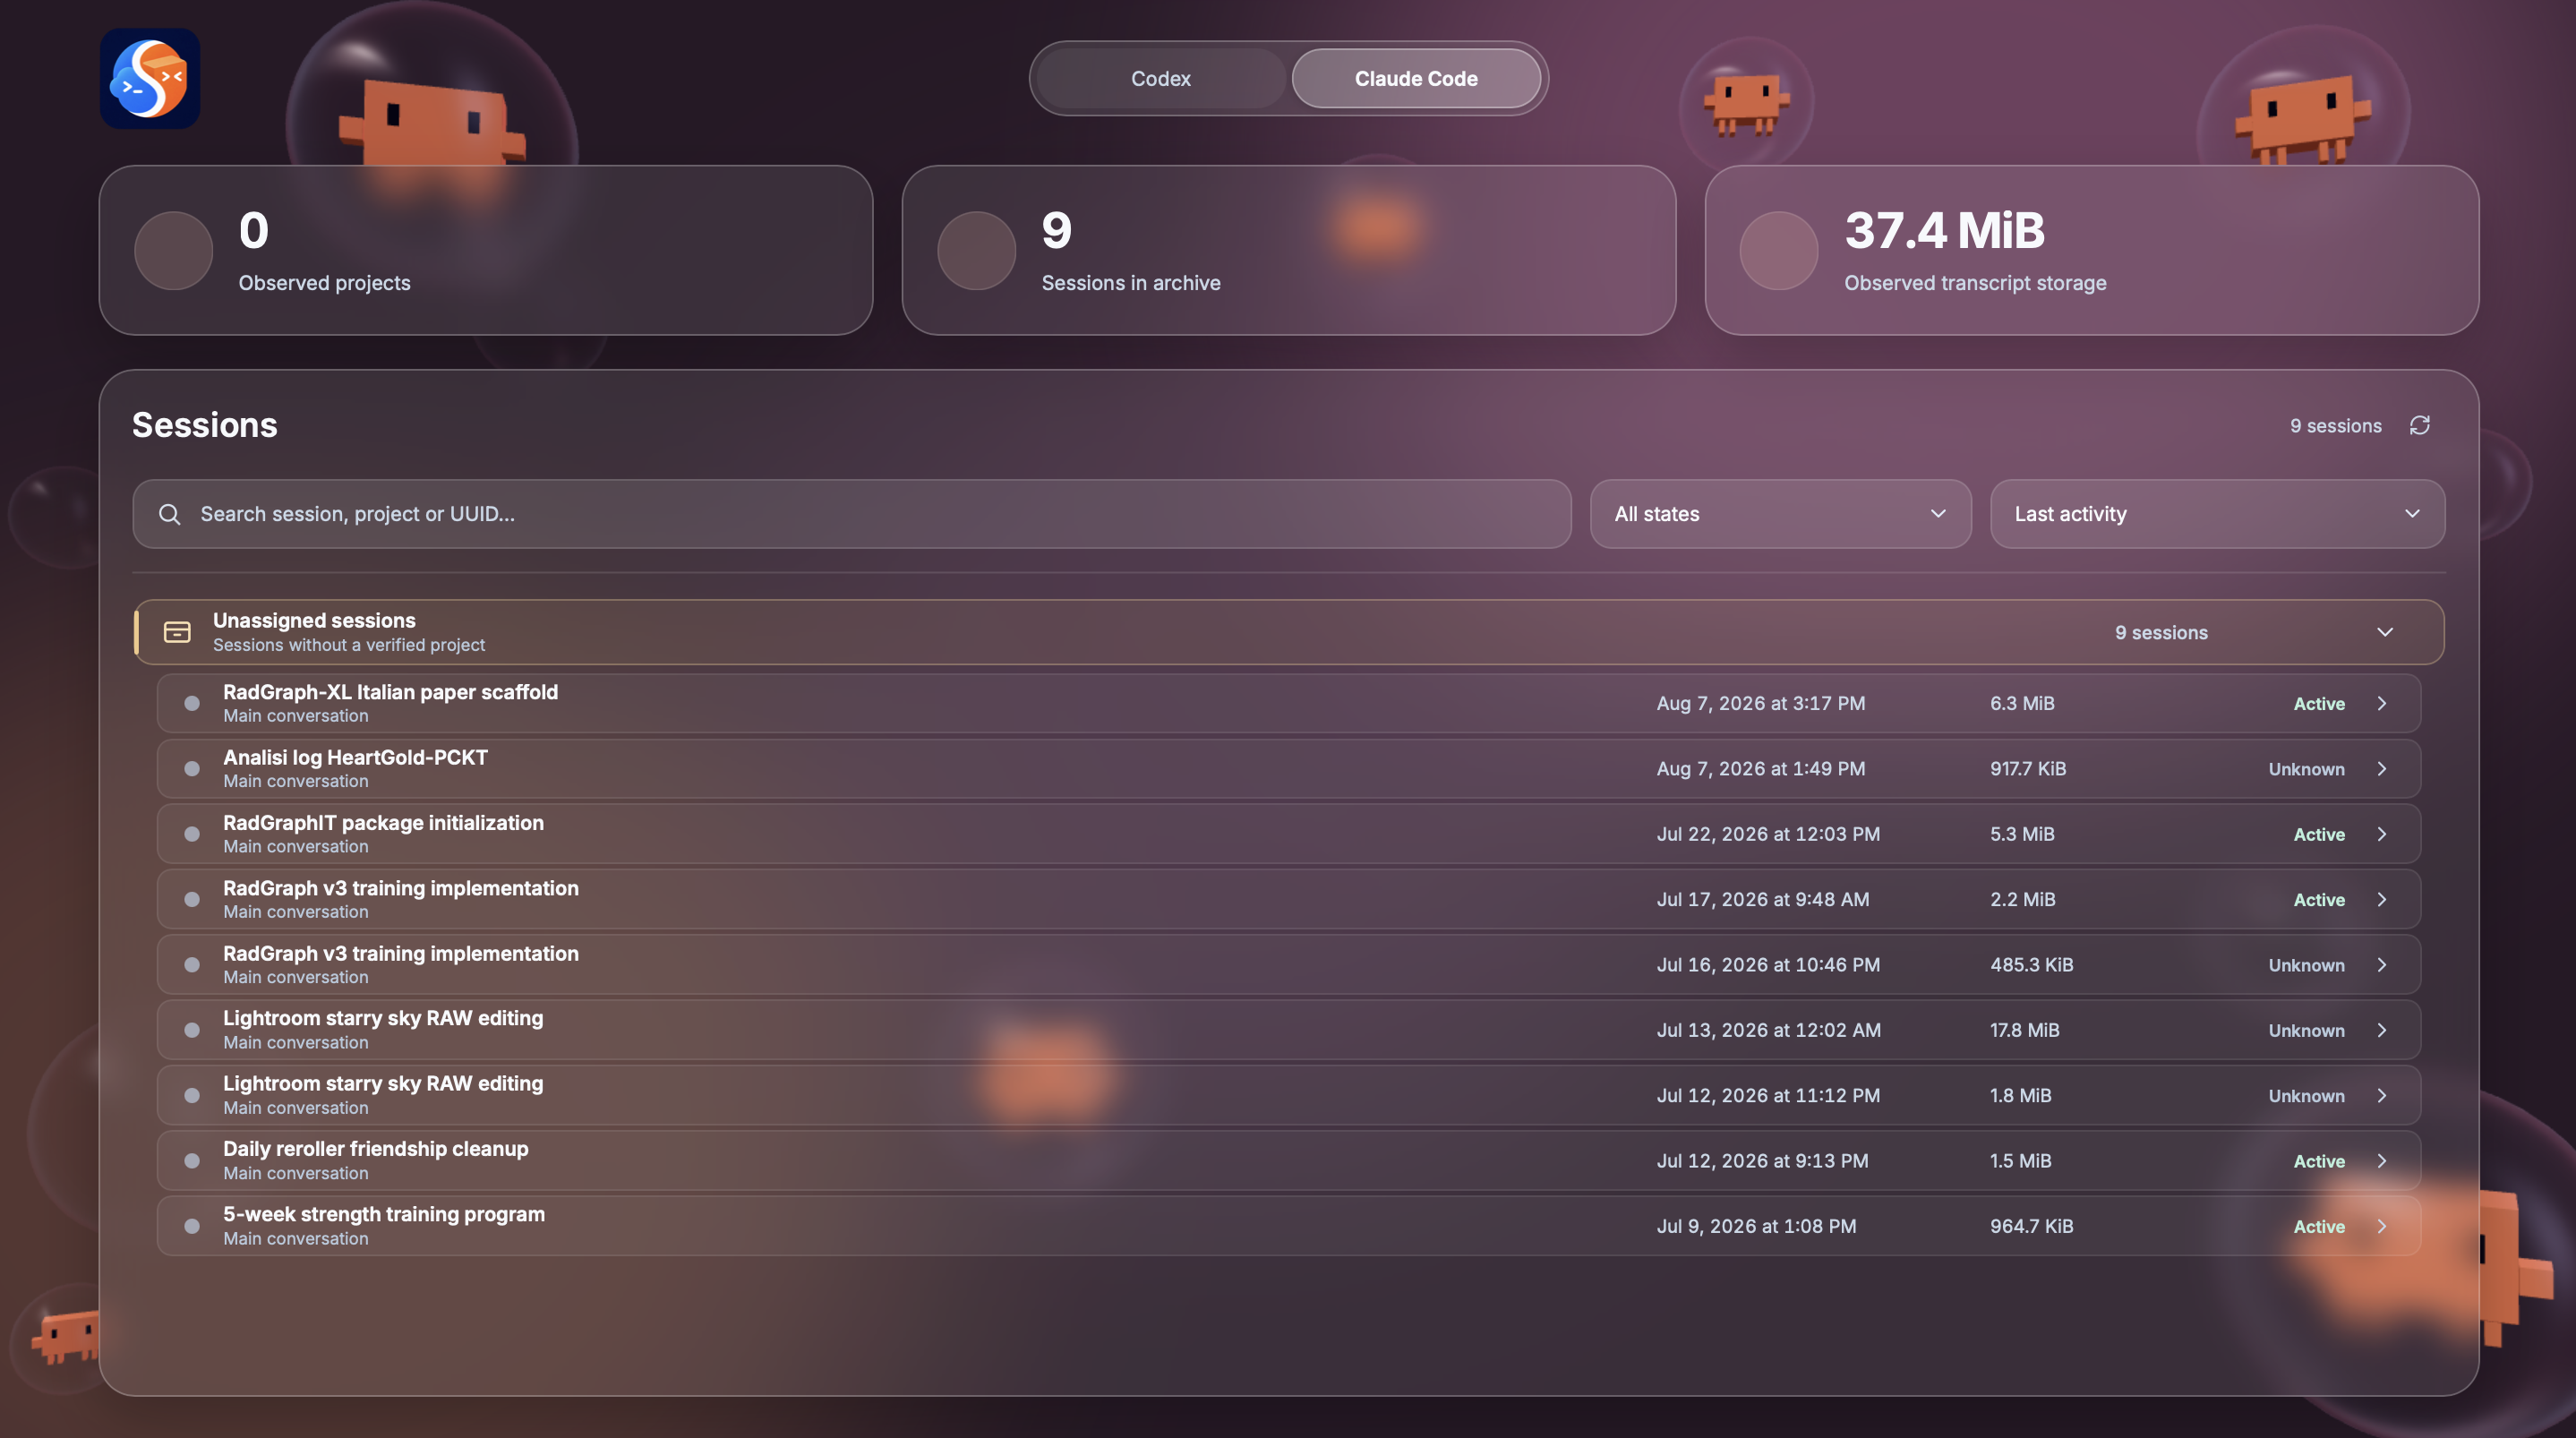 Codex
Claude Code
0
Observed projects
9
Sessions in archive
37.4 MiB
Observed transcript storage
Sessions
9 sessions
Search session, project or UUID...
All states
Last activity
Unassigned sessions
Sessions without a verified project
9 sessions
RadGraph-XL Italian paper scaffold
Main conversation
Aug 7, 2026 at 3:17 PM
6.3 MiB
Active
Analisi log HeartGold-PCKT
Main conversation
Aug 7, 2026 at 1:49 PM
917.7 KiB
Unknown
RadGraphIT package initialization
Main conversation
Jul 22, 2026 at 12:03 PM
5.3 MiB
Active
RadGraph v3 training implementation
Main conversation
Jul 17, 2026 at 9:48 AM
2.2 MiB
Active
RadGraph v3 training implementation
Main conversation
Jul 16, 2026 at 10:46 PM
485.3 KiB
Unknown
Lightroom starry sky RAW editing
Main conversation
Jul 13, 2026 at 12:02 AM
17.8 MiB
Unknown
Lightroom starry sky RAW editing
Main conversation
Jul 12, 2026 at 11:12 PM
1.8 MiB
Unknown
Daily reroller friendship cleanup
Main conversation
Jul 12, 2026 at 9:13 PM
1.5 MiB
Active
5-week strength training program
Main conversation
Jul 9, 2026 at 1:08 PM
964.7 KiB
Active